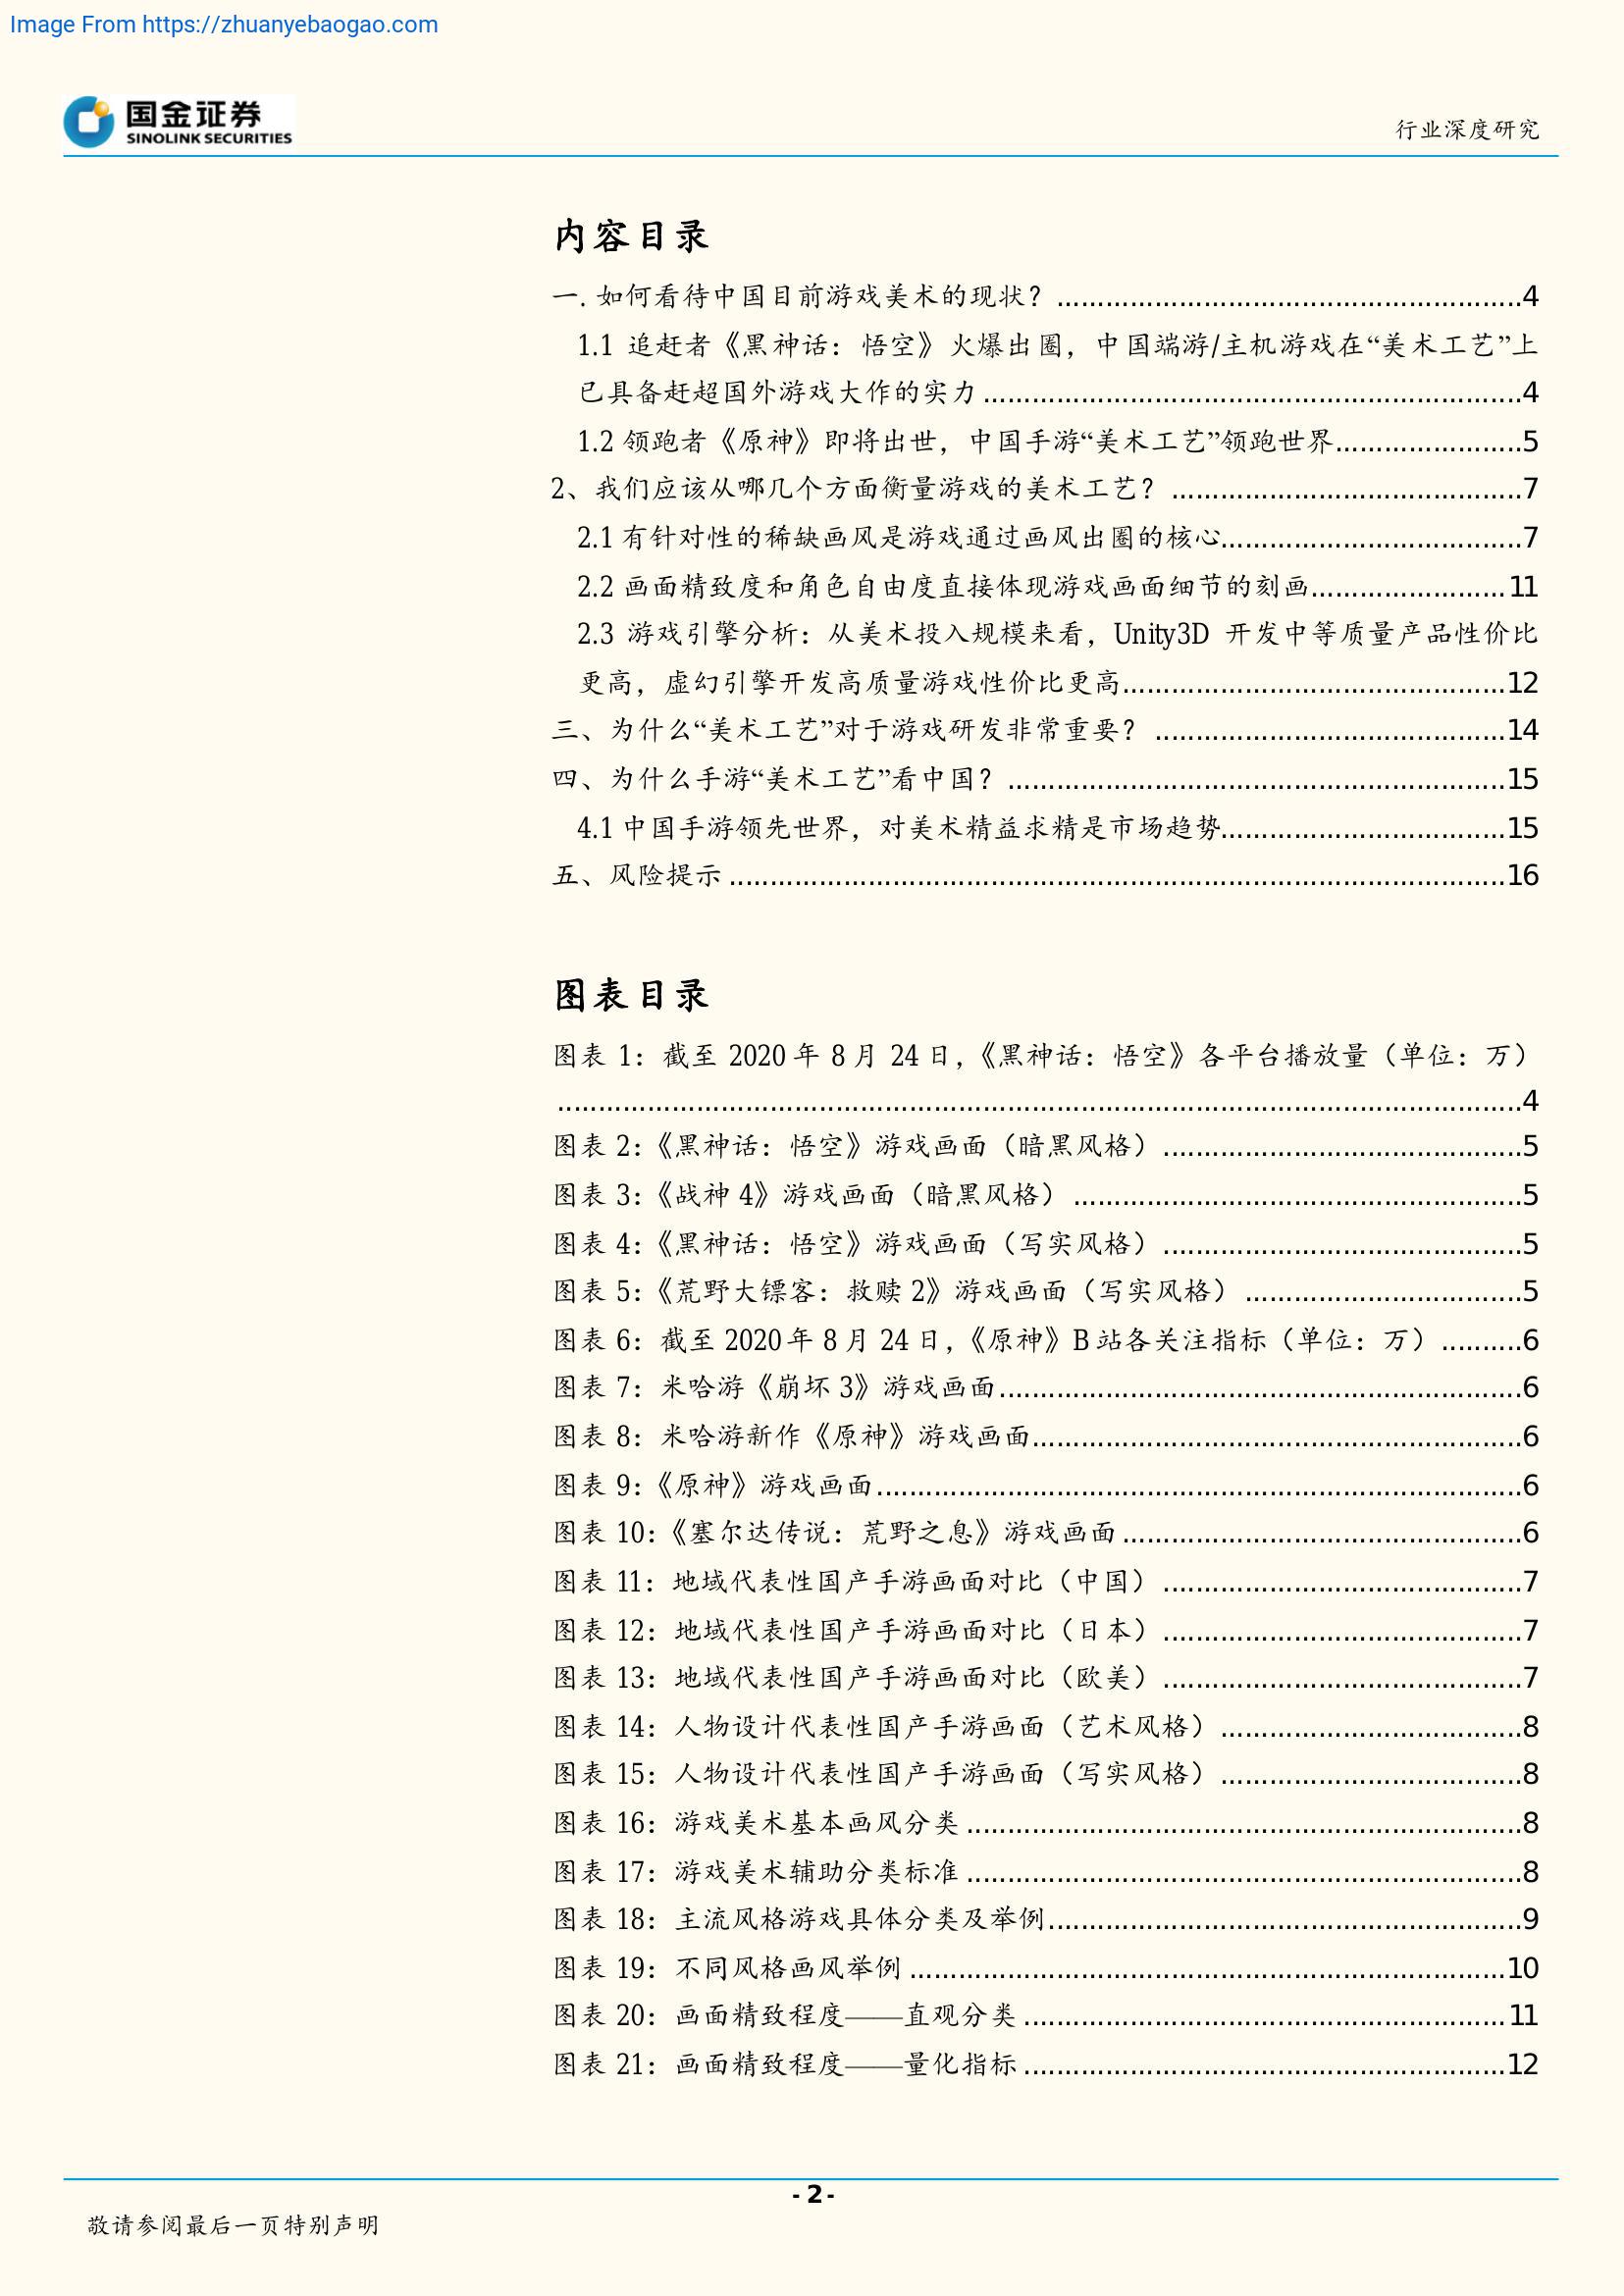 Image From https://zhuanyebaogao.com
国金证券
SINOLINK SECURITIES
行业深度研究
内容目录
一. 如何看待中国目前游戏美术的现状？ ........................................................4
1.1 追赶者《黑神话：悟空》火爆出圈，中国端游/主机游戏在“美术工艺”上
已具备赶超国外游戏大作的实力 ........................................................4
1.2 领跑者《原神》即将出世，中国手游“美术工艺”领跑世界........................5
2、我们应该从哪几个方面衡量游戏的美术工艺？ ..........................................7
2.1 有针对性的稀缺画风是游戏通过画风出圈的核心....................................7
2.2 画面精致度和角色自由度直接体现游戏画面细节的刻画........................11
2.3 游戏引擎分析：从美术投入规模来看，Unity3D 开发中等质量产品性价比
更高，虚幻引擎开发高质量游戏性价比更高..............................................12
三、为什么“美术工艺”对于游戏研发非常重要？ ..........................................14
四、为什么手游“美术工艺”看中国？ ............................................................15
4.1 中国手游领先世界，对美术精益求精是市场趋势..................................15
五、风险提示 ..............................................................................................16
图表目录
图表 1：截至 2020 年 8 月 24 日，《黑神话：悟空》各平台播放量（单位：万）
......................................................................................................................4
图表 2：《黑神话：悟空》游戏画面（暗黑风格） ............................................5
图表 3：《战神 4》游戏画面（暗黑风格） ......................................................5
图表 4：《黑神话：悟空》游戏画面（写实风格） ............................................5
图表 5：《荒野大镖客：救赎 2》游戏画面（写实风格） ..................................5
图表 6：截至 2020 年 8 月 24 日，《原神》B 站各关注指标（单位：万） ..........6
图表 7：米哈游《崩坏 3》游戏画面................................................................6
图表 8：米哈游新作《原神》游戏画面............................................................6
图表 9：《原神》游戏画面..............................................................................6
图表 10：《塞尔达传说：荒野之息》游戏画面 ................................................6
图表 11：地域代表性国产手游画面对比（中国） ............................................7
图表 12：地域代表性国产手游画面对比（日本） ............................................7
图表 13：地域代表性国产手游画面对比（欧美） ............................................7
图表 14：人物设计代表性国产手游画面（艺术风格） .....................................8
图表 15：人物设计代表性国产手游画面（写实风格） .....................................8
图表 16：游戏美术基本画风分类 ...................................................................8
图表 17：游戏美术辅助分类标准 ...................................................................8
图表 18：主流风格游戏具体分类及举例..........................................................9
图表 19：不同风格画风举例 ........................................................................10
图表 20：画面精致程度——直观分类 ..........................................................11
图表 21：画面精致程度——量化指标 ..........................................................12
- 2 -
敬请参阅最后一页特别声明